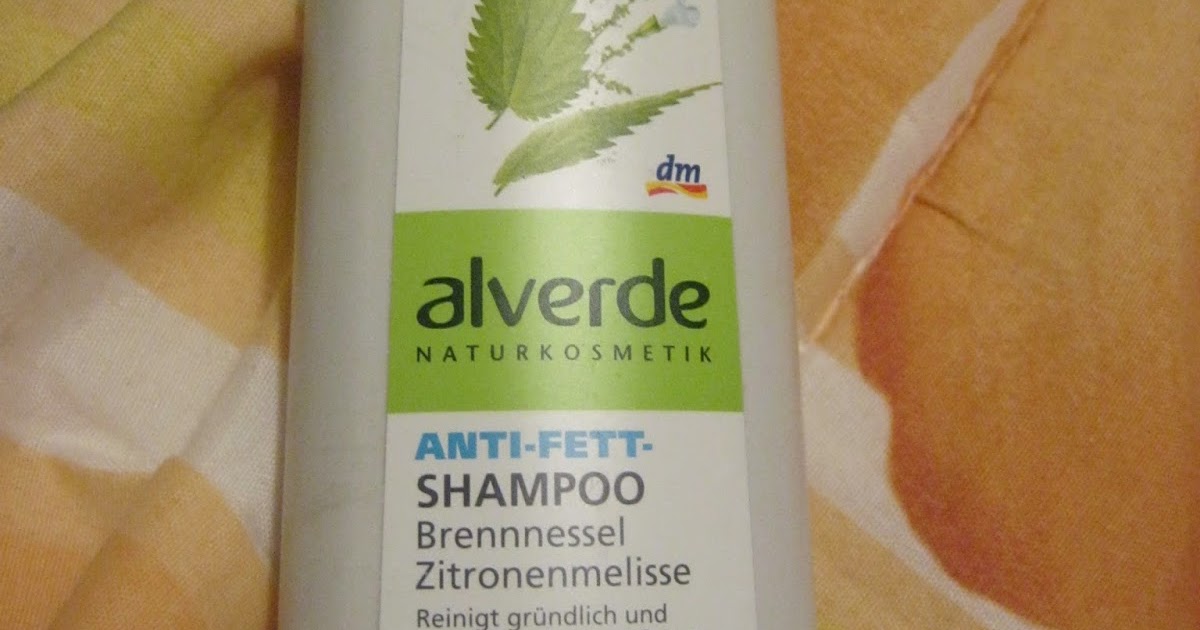 dm
alverde
NATURKOSMETIK
ANTI-FETT-
SHAMPOO
Brennnessel
Zitronenmelisse
Reinigt gründlich und